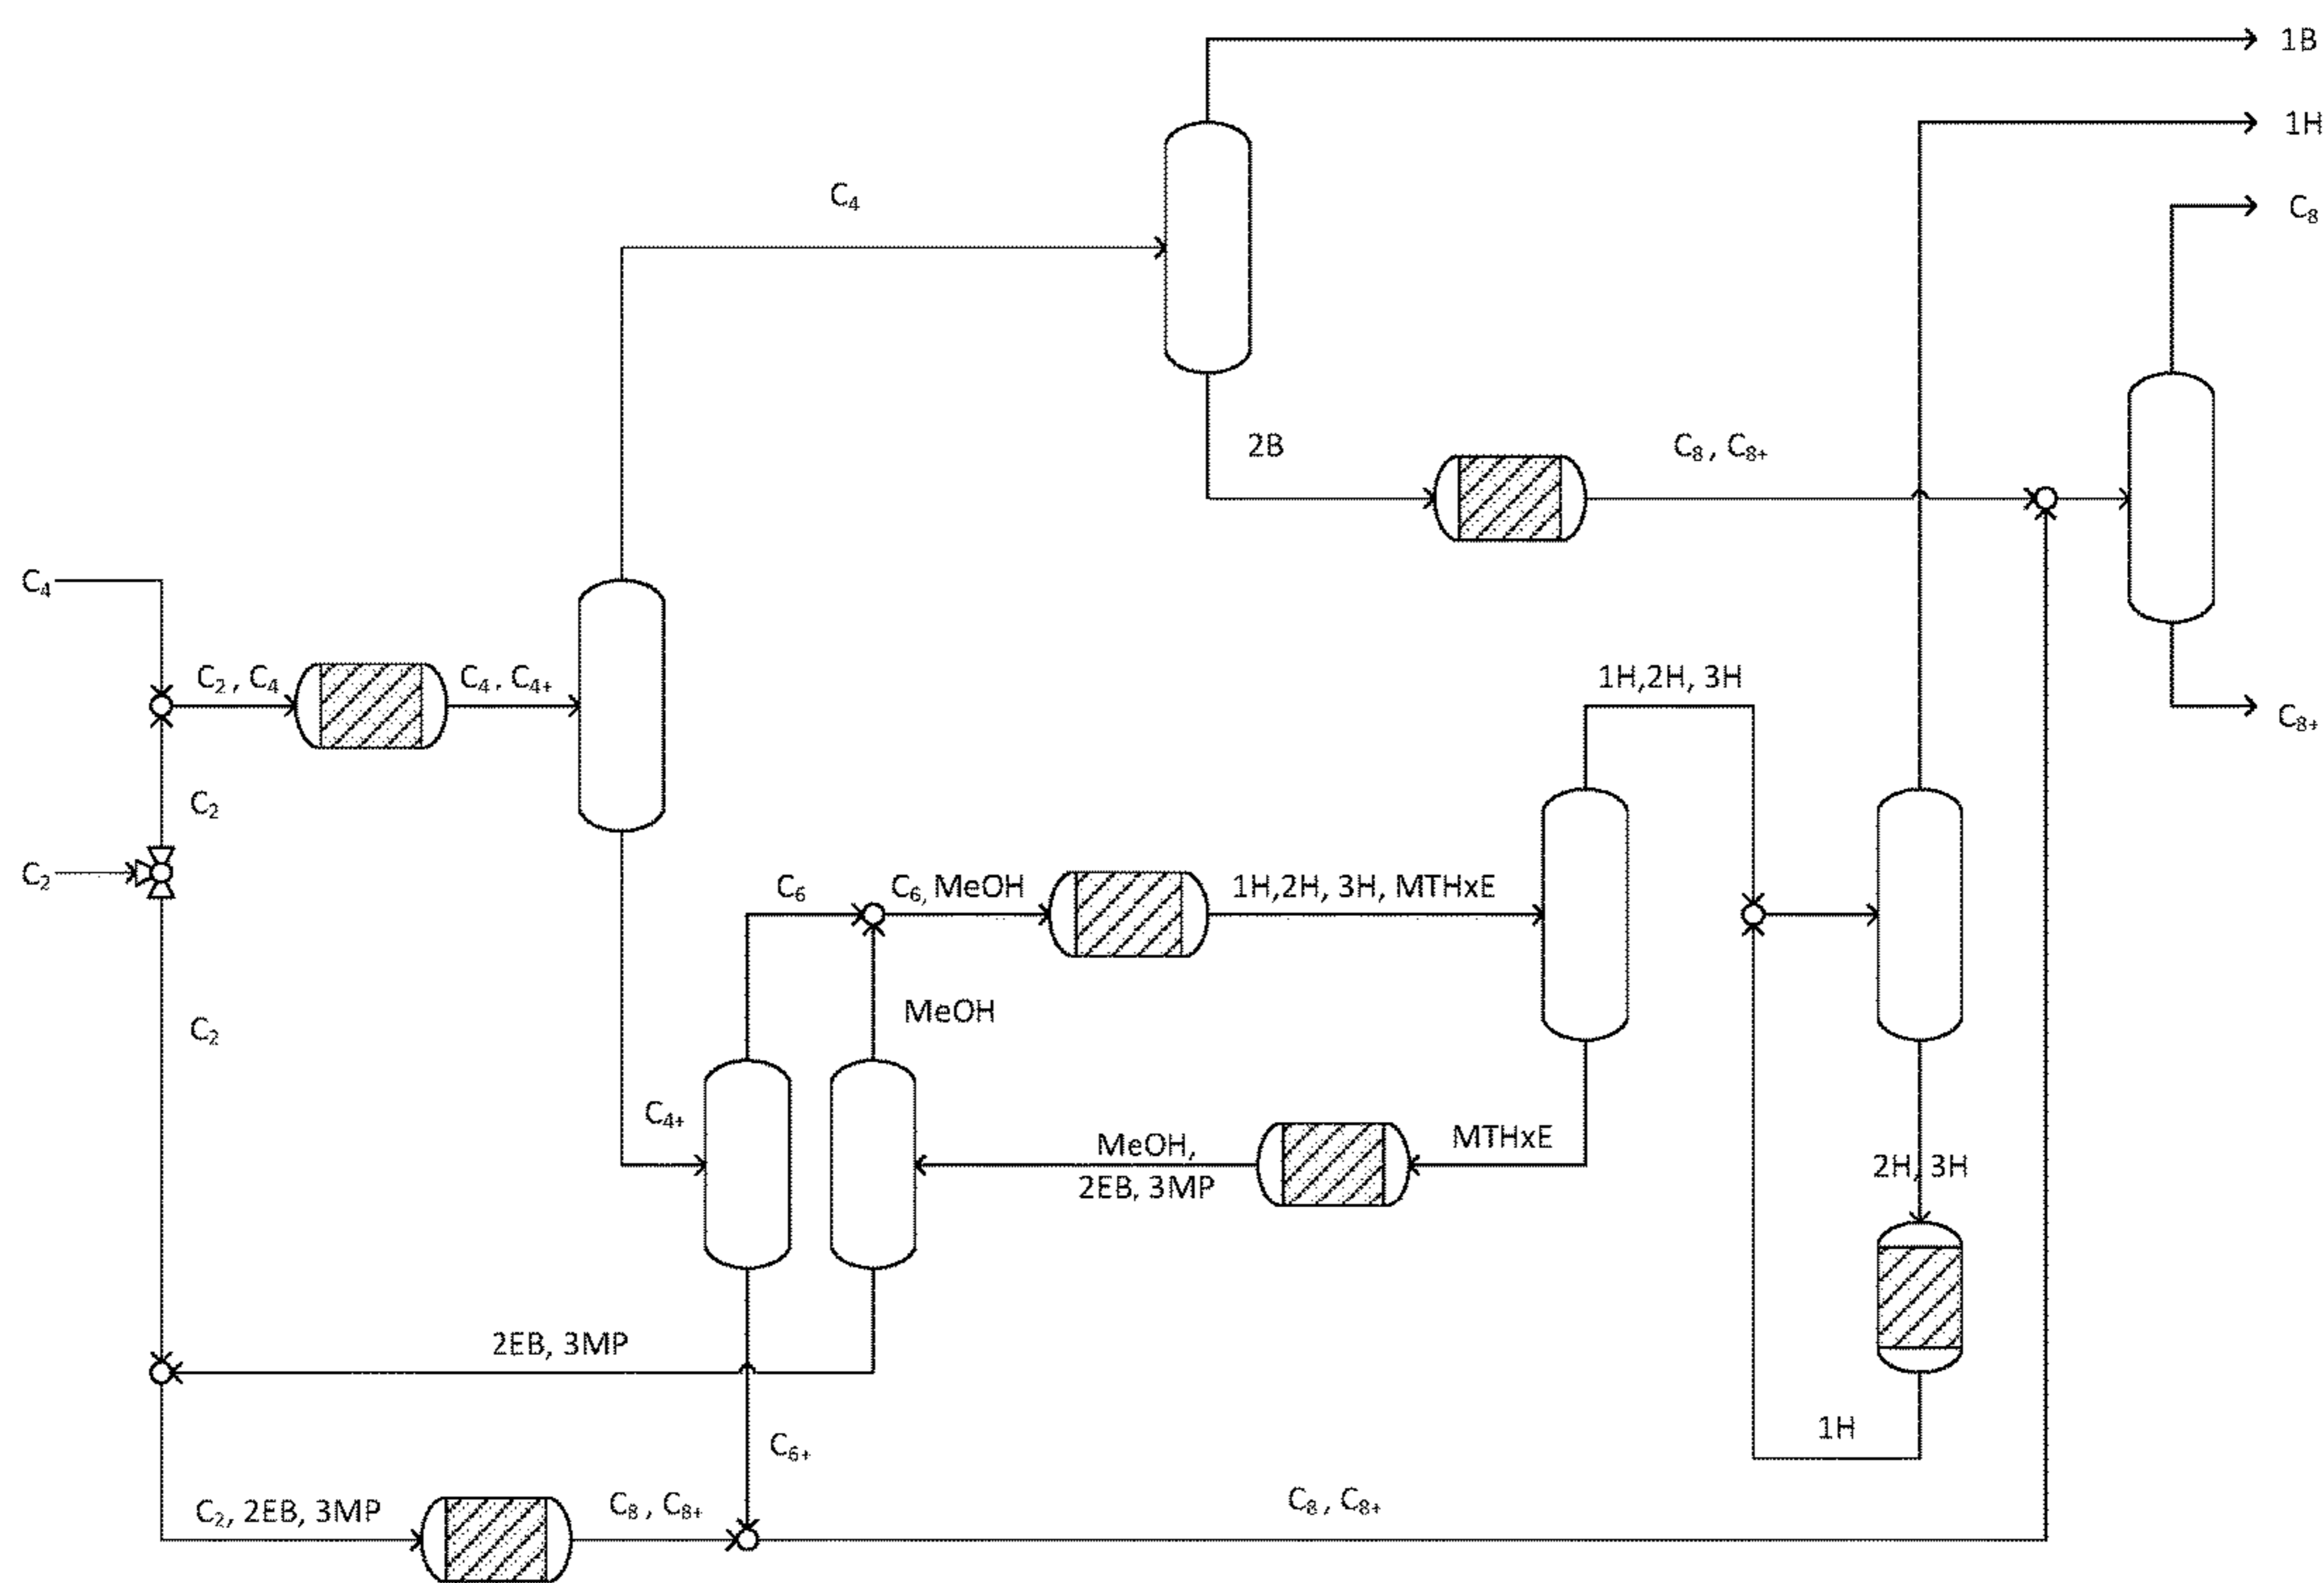 1B
1H
C₄
C₈
2B
C₈, C₈₊
C₄
C₂, C₄
C₄, C₄₊
1H,2H, 3H
C₈₊
C₂
C₂
C₆
C₆, MeOH
1H,2H, 3H, MTHxE
MeOH
C₂
C₄₊
MeOH,
2EB, 3MP
MTHxE
2H, 3H
2EB, 3MP
C₆₊
1H
C₂, 2EB, 3MP
C₈, C₈₊
C₈, C₈₊